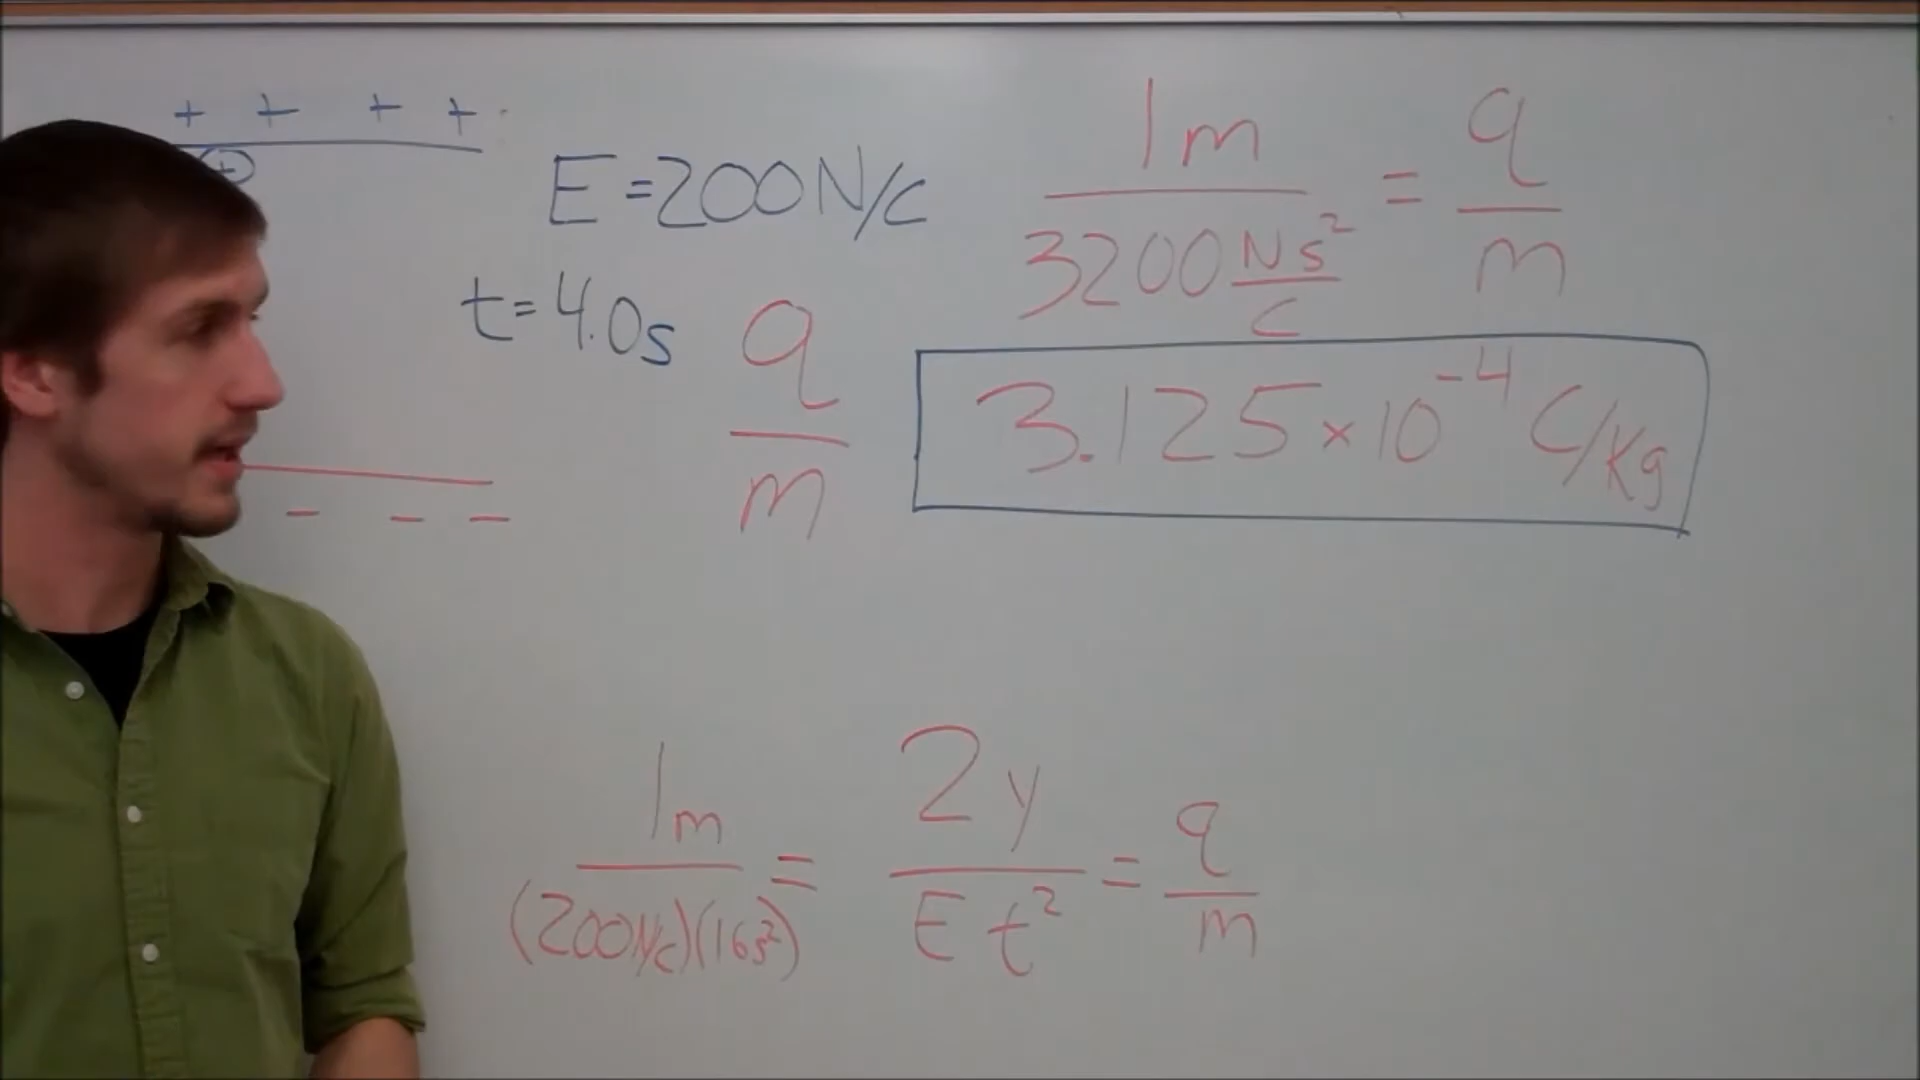 + + + +
+
E = 200 N/C
t = 4.0s
q/m
- - -
1m / 3200 Ns²/C = q/m
3.125 × 10⁻⁴ C/Kg
1m / (200N/C)(16s²) = 2y / Et² = q/m